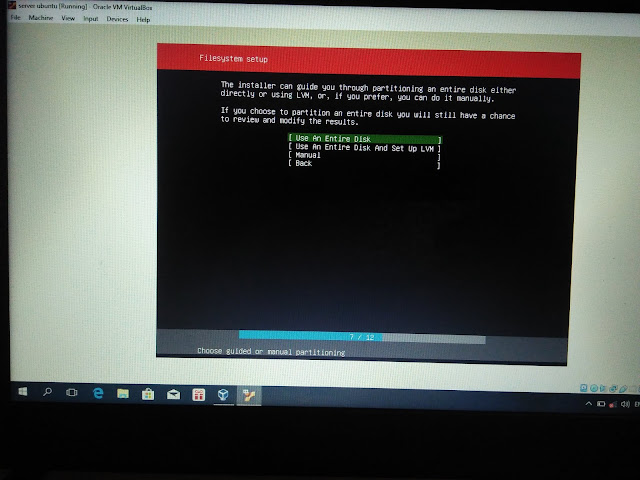 server ubuntu [Running] - Oracle VM VirtualBox
File Machine View Input Devices Help
Filesystem setup
The installer can guide you through partitioning an entire disk either
directly or using LVM, or, if you prefer, you can do it manually.
If you choose to partition an entire disk you will still have a chance
to review and modify the results.
[ Use An Entire Disk ]
[ Use An Entire Disk And Set Up LVM ]
[ Manual ]
[ Back ]
7 / 12
Choose guided or manual partitioning